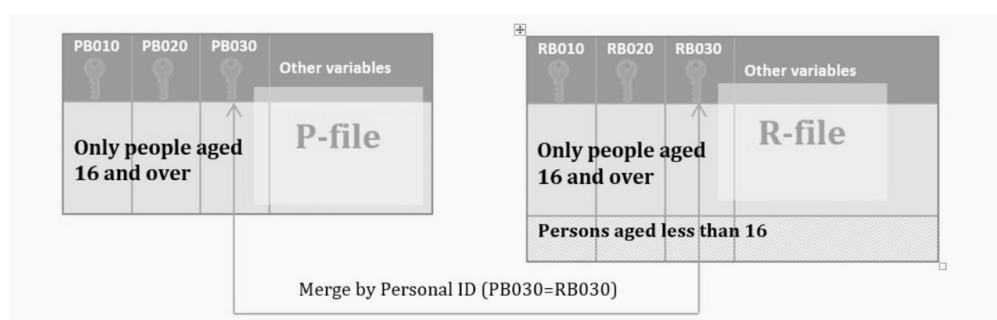 PB010 PB020 PB030
Other variables
P-file
Only people aged
16 and over
RB010 RB020 RB030
Other variables
R-file
Only people aged
16 and over
Persons aged less than 16
Merge by Personal ID (PB030=RB030)